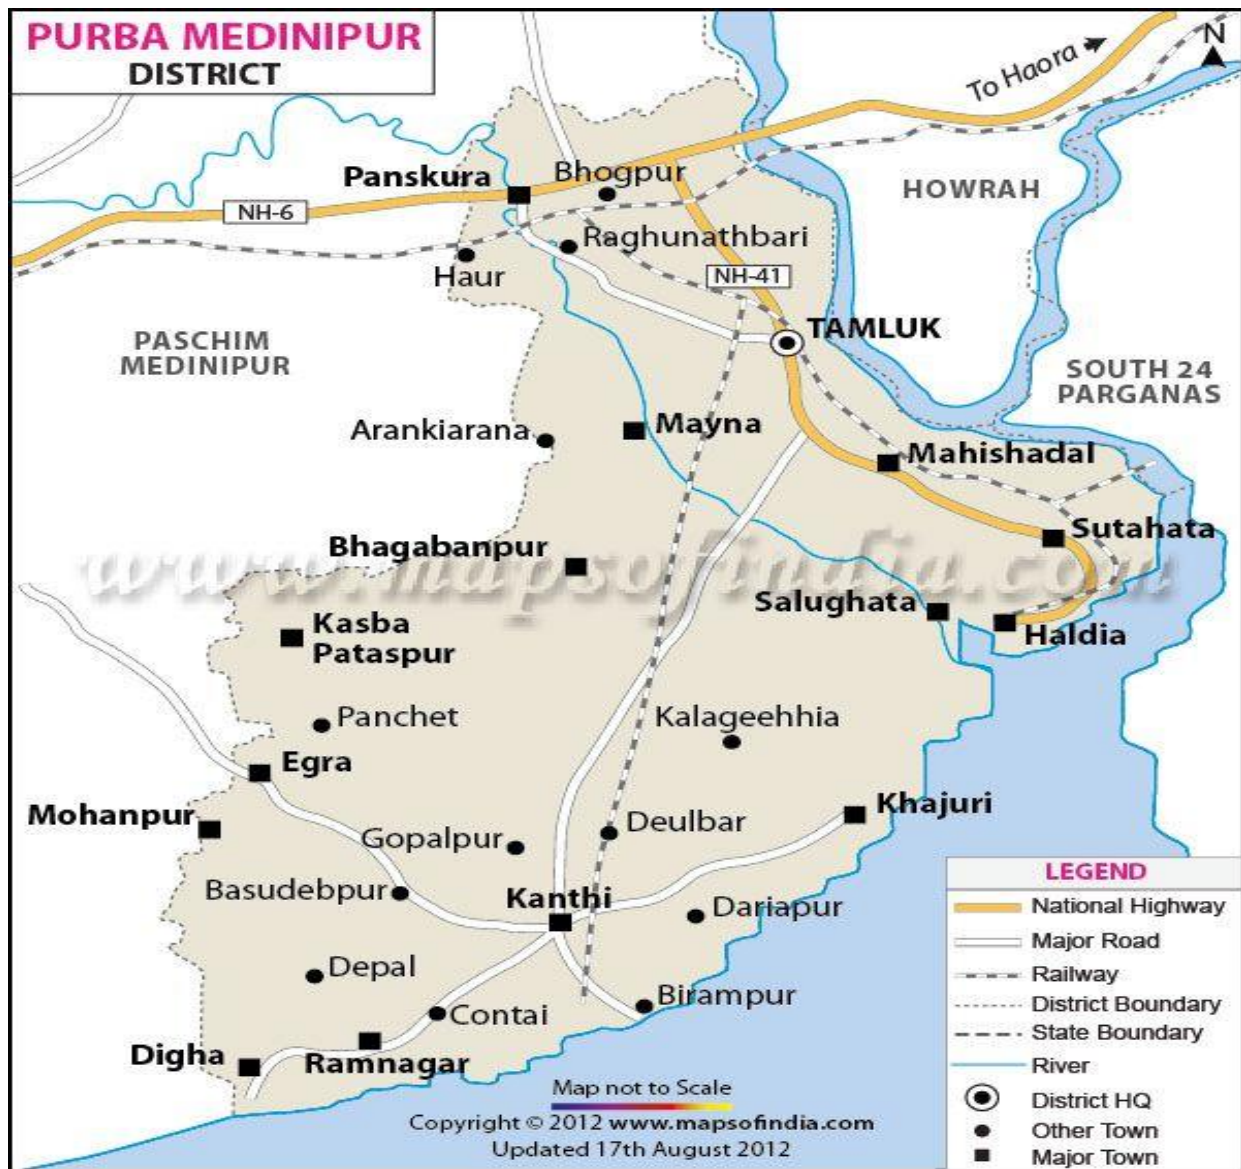 PURBA MEDINIPUR
DISTRICT
To Haora
N
Bhogpur
Panskura
HOWRAH
NH-6
Raghunathbari
Haur
NH-41
TAMLUK
PASCHIM
MEDINIPUR
SOUTH 24
PARGANAS
Arankiarana
Mayna
Mahishadal
Sutahata
Bhagabanpur
www.mapsofindia.com
Salughata
Haldia
Kasba
Pataspur
Panchet
Kalageehhia
Egra
Mohanpur
Khajuri
Gopalpur
Deulbar
Basudebpur
Kanthi
Dariapur
Depal
Birampur
Contai
Digha
Ramnagar
LEGEND
National Highway
Major Road
Railway
District Boundary
State Boundary
River
District HQ
Other Town
Major Town
Map not to Scale
Copyright © 2012 www.mapsofindia.com
Updated 17th August 2012